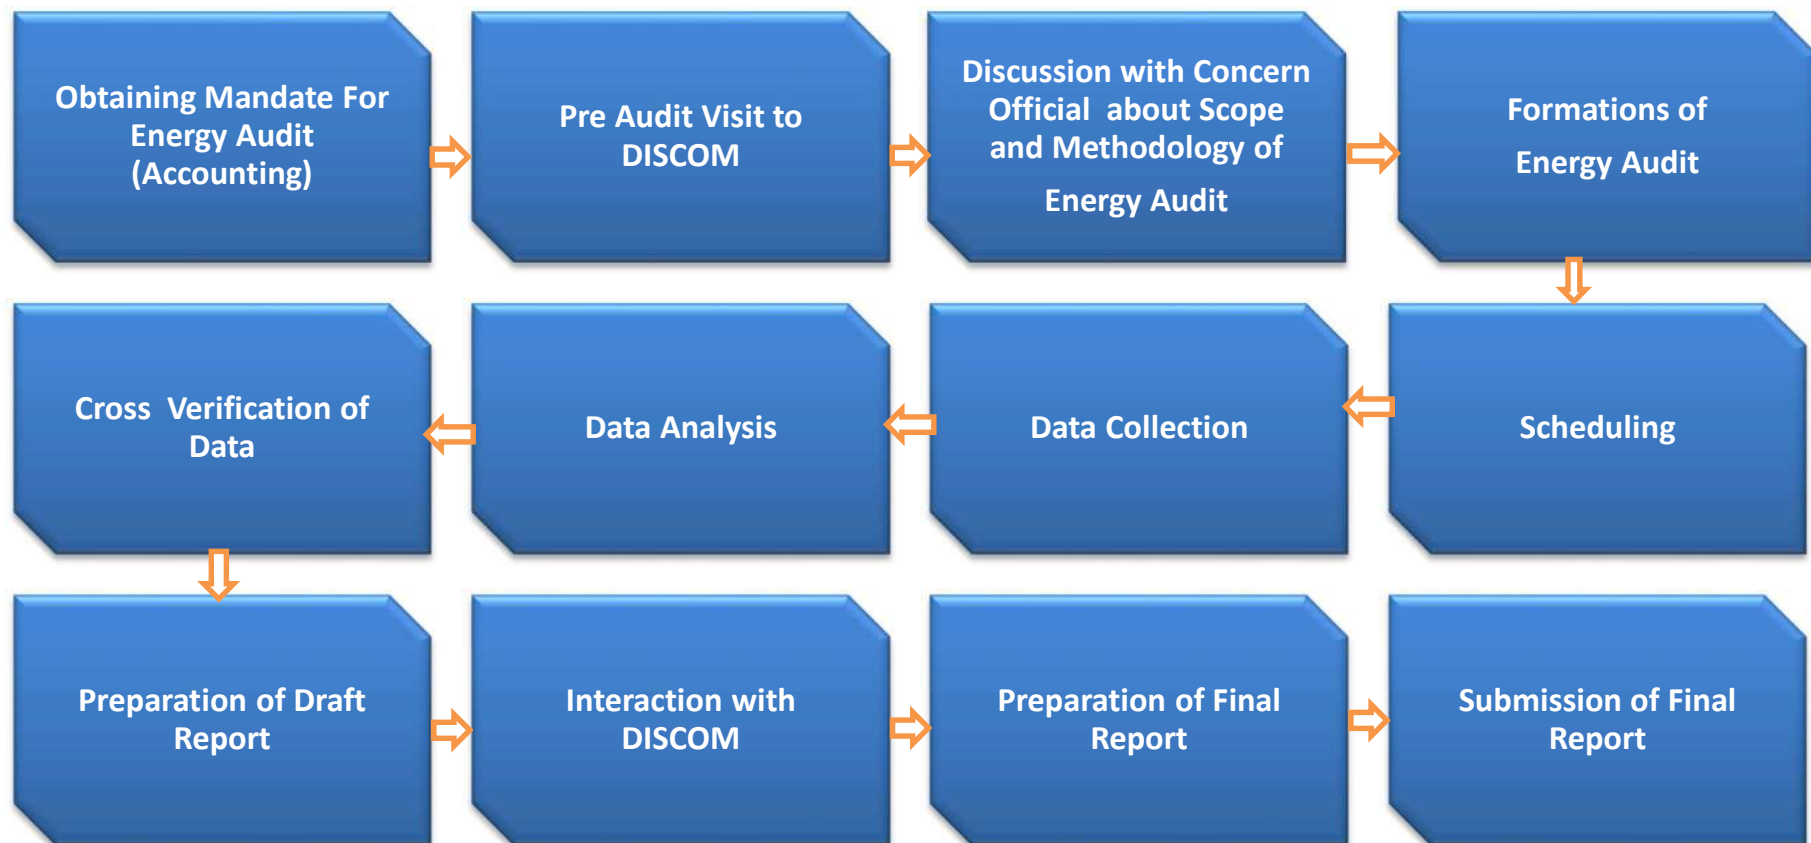 Obtaining Mandate For
Energy Audit
(Accounting)
Pre Audit Visit to
DISCOM
Discussion with Concern
Official about Scope
and Methodology of
Energy Audit
Formations of
Energy Audit
Scheduling
Data Collection
Data Analysis
Cross Verification of
Data
Preparation of Draft
Report
Interaction with
DISCOM
Preparation of Final
Report
Submission of Final
Report